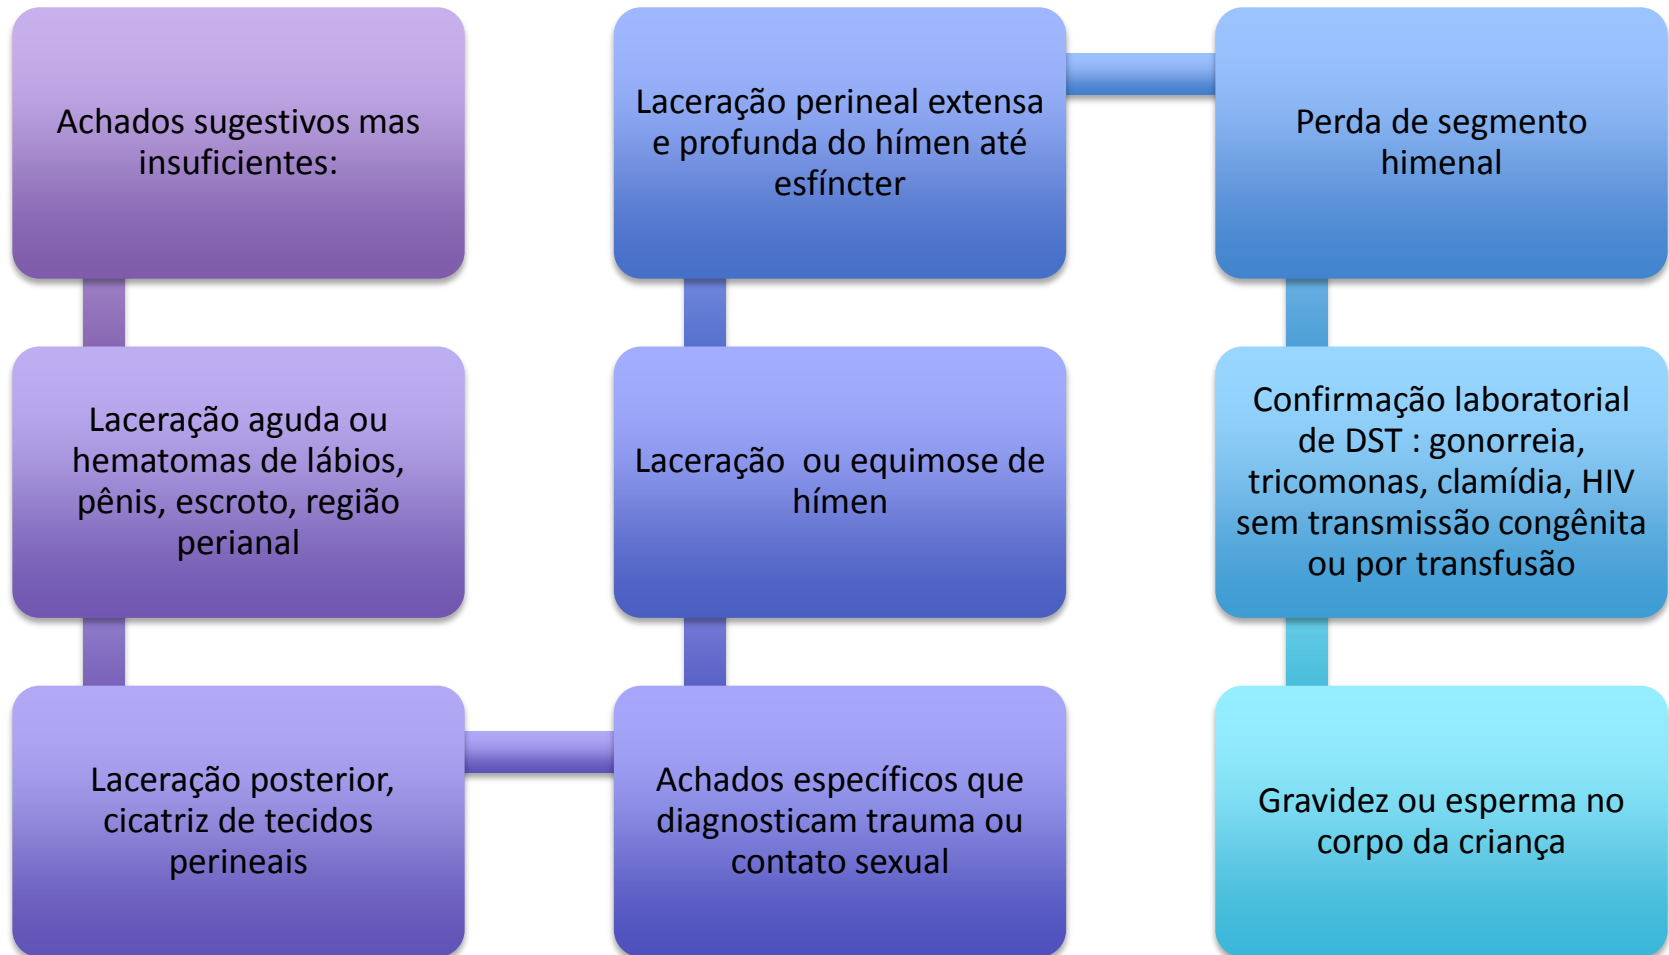 Achados sugestivos mas
insuficientes:
Laceração aguda ou
hematomas de lábios,
pênis, escroto, região
perianal
Laceração posterior,
cicatriz de tecidos
perineais
Achados específicos que
diagnosticam trauma ou
contato sexual
Laceração ou equimose de
hímen
Laceração perineal extensa
e profunda do hímen até
esfíncter
Perda de segmento
himenal
Confirmação laboratorial
de DST : gonorreia,
tricomonas, clamídia, HIV
sem transmissão congênita
ou por transfusão
Gravidez ou esperma no
corpo da criança